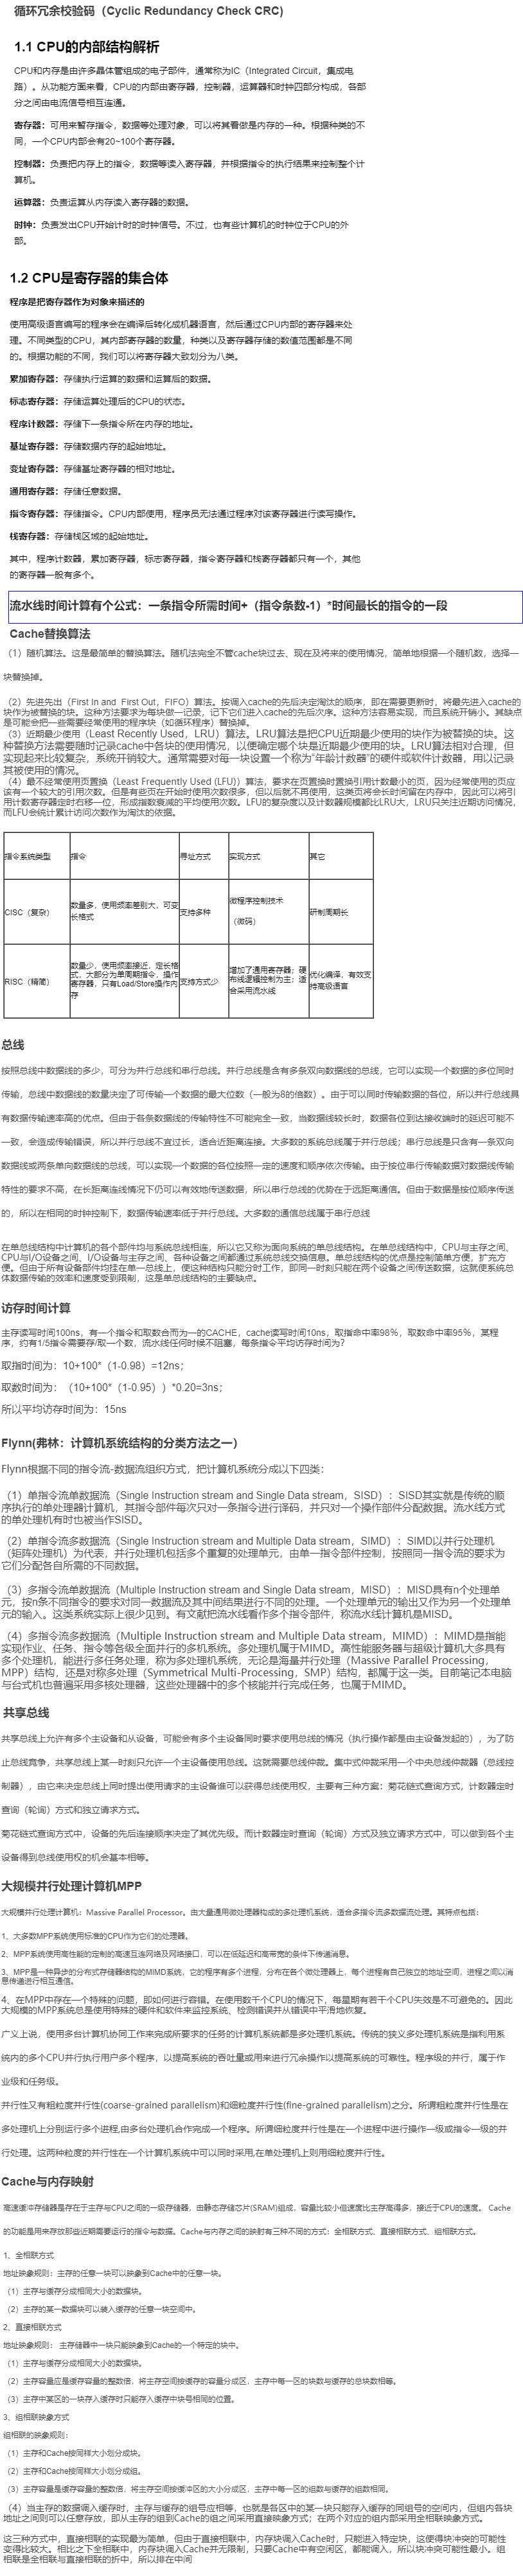 循环冗余校验码（Cyclic Redundancy Check CRC)
1.1 CPU的内部结构解析
CPU和内存是由许多晶体管组成的电子部件，通常称为IC（Integrated Circuit，集成电
路）。从功能方面来看，CPU的内部由寄存器，控制器，运算器和时钟四部分构成，各部
分之间由电流信号相互连通。
寄存器：可用来暂存指令，数据等处理对象，可以将其看做是内存的一种。根据种类的不
同，一个CPU内部会有20~100个寄存器。
控制器：负责把内存上的指令，数据等读入寄存器，并根据指令的执行结果来控制整个计
算机。
运算器：负责运算从内存读入寄存器的数据。
时钟：负责发出CPU开始计时的时钟信号。不过，也有些计算机的时钟位于CPU的外
部。
1.2 CPU是寄存器的集合体
程序是把寄存器作为对象来描述的
使用高级语言编写的程序会在编译后转化成机器语言，然后通过CPU内部的寄存器来处
理。不同类型的CPU，其内部寄存器的数量，种类以及寄存器存储的数值范围都是不同
的。根据功能的不同，我们可以将寄存器大致划分为八类。
累加寄存器：存储执行运算的数据和运算后的数据。
标志寄存器：存储运算处理后的CPU的状态。
程序计数器：存储下一条指令所在内存的地址。
基址寄存器：存储数据内存的起始地址。
变址寄存器：存储基址寄存器的相对地址。
通用寄存器：存储任意数据。
指令寄存器：存储指令。CPU内部使用，程序员无法通过程序对该寄存器进行读写操作。
栈寄存器：存储栈区域的起始地址。
其中，程序计数器，累加寄存器，标志寄存器，指令寄存器和栈寄存器都只有一个，其他
的寄存器一般有多个。
流水线时间计算有个公式：一条指令所需时间+（指令条数-1）*时间最长的指令的一段
Cache替换算法
（1）随机算法。这是最简单的替换算法。随机法完全不管cache块过去、现在及将来的使用情况，简单地根据一个随机数，选择一
块替换掉。
（2）先进先出（First In and First Out，FIFO）算法。按调入cache的先后决定淘汰的顺序，即在需要更新时，将最先进入cache的
块作为被替换的块。这种方法要求为每块做一记录，记下它们进入cache的先后次序。这种方法容易实现，而且系统开销小。其缺点
是可能会把一些需要经常使用的程序块（如循环程序）替换掉。
（3）近期最少使用（Least Recently Used，LRU）算法。LRU算法是把CPU近期最少使用的块作为被替换的块。这
种替换方法需要随时记录cache中各块的使用情况，以便确定哪个块是近期最少使用的块。LRU算法相对合理，但
实现起来比较复杂，系统开销较大。通常需要对每一块设置一个称为"年龄计数器"的硬件或软件计数器，用以记录
其被使用的情况。
（4）最不经常使用页置换（Least Frequently Used (LFU)）算法，要求在页置换时置换引用计数最小的页，因为经常使用的页应
该有一个较大的引用次数。但是有些页在开始时使用次数很多，但以后就不再使用，这类页将会长时间留在内存中，因此可以将引
用计数寄存器定时右移一位，形成指数衰减的平均使用次数。LFU的复杂度以及计数器规模都比LRU大，LRU只关注近期访问情况，
而LFU会统计累计访问次数作为淘汰的依据。
指令系统类型 指令 寻址方式 实现方式 其它
CISC（复杂） 数量多，使用频率差别大，可变长格式 支持多种 微程序控制技术（微码） 研制周期长
RISC（精简） 数量少，使用频率接近，定长格式，大部分为单周期指令，操作寄存器，只有Load/Store操作内存 支持方式少 增加了通用寄存器；硬布线逻辑控制为主；适合采用流水线 优化编译，有效支持高级语言
总线
按照总线中数据线的多少，可分为并行总线和串行总线。并行总线是含有多条双向数据线的总线，它可以实现一个数据的多位同时
传输，总线中数据线的数量决定了可传输一个数据的最大位数（一般为8的倍数）。由于可以同时传输数据的各位，所以并行总线具
有数据传输速率高的优点。但由于各条数据线的传输特性不可能完全一致，当数据线较长时，数据各位到达接收端时的延迟可能不
一致，会造成传输错误，所以并行总线不宜过长，适合近距离连接。大多数的系统总线属于并行总线；串行总线是只含有一条双向
数据线或两条单向数据线的总线，可以实现一个数据的各位按照一定的速度和顺序依次传输。由于按位串行传输数据对数据线传输
特性的要求不高，在长距离连线情况下仍可以有效地传送数据，所以串行总线的优势在于远距离通信。但由于数据是按位顺序传送
的，所以在相同的时钟控制下，数据传输速率低于并行总线。大多数的通信总线属于串行总线
在单总线结构中计算机的各个部件均与系统总线相连，所以它又称为面向系统的单总线结构。在单总线结构中，CPU与主存之间、
CPU与I/O设备之间、I/O设备与主存之间、各种设备之间都通过系统总线交换信息。单总线结构的优点是控制简单方便，扩充方
便。但由于所有设备部件均挂在单一总线上，使这种结构只能分时工作，即同一时刻只能在两个设备之间传送数据，这就使系统总
体数据传输的效率和速度受到限制，这是单总线结构的主要缺点。
访存时间计算
主存读写时间100ns，有一个指令和取数合而为一的CACHE，cache读写时间10ns，取指命中率98％，取数命中率95％，某程
序，约有1/5指令需要存/取一个数，流水线任何时候不阻塞，每条指令平均访存时间为？
取指时间为：10+100*（1-0.98）=12ns；
取数时间为：（10+100*（1-0.95））*0.20=3ns；
所以平均访存时间为：15ns
Flynn(弗林：计算机系统结构的分类方法之一）
Flynn根据不同的指令流-数据流组织方式，把计算机系统分成以下四类：
（1）单指令流单数据流（Single Instruction stream and Single Data stream，SISD）：SISD其实就是传统的顺
序执行的单处理器计算机，其指令部件每次只对一条指令进行译码，并只对一个操作部件分配数据。流水线方式
的单处理机有时也被当作SISD。
（2）单指令流多数据流（Single Instruction stream and Multiple Data stream，SIMD）：SIMD以并行处理机
（矩阵处理机）为代表，并行处理机包括多个重复的处理单元，由单一指令部件控制，按照同一指令流的要求为
它们分配各自所需的不同数据。
（3）多指令流单数据流（Multiple Instruction stream and Single Data stream，MISD）：MISD具有n个处理单
元，按n条不同指令的要求对同一数据流及其中间结果进行不同的处理。一个处理单元的输出又作为另一个处理单
元的输入。这类系统实际上很少见到。有文献把流水线看作多个指令部件，称流水线计算机是MISD。
（4）多指令流多数据流（Multiple Instruction stream and Multiple Data stream，MIMD）：MIMD是指能
实现作业、任务、指令等各级全面并行的多机系统。多处理机属于MIMD。高性能服务器与超级计算机大多具有
多个处理机，能进行多任务处理，称为多处理机系统，无论是海量并行处理（Massive Parallel Processing，
MPP）结构，还是对称多处理（Symmetrical Multi-Processing，SMP）结构，都属于这一类。目前笔记本电脑
与台式机也普遍采用多核处理器，这些处理器中的多个核能并行完成任务，也属于MIMD。
共享总线
共享总线上允许有多个主设备和从设备，可能会有多个主设备同时要求使用总线的情况（执行操作都是由主设备发起的），为了防
止总线竞争，共享总线上某一时刻只允许一个主设备使用总线。这就需要总线仲裁。集中式仲裁采用一个中央总线仲裁器（总线控
制器），由它来决定总线上同时提出使用请求的主设备谁可以获得总线使用权，主要有三种方案：菊花链式查询方式，计数器定时
查询（轮询）方式和独立请求方式。
菊花链式查询方式中，设备的先后连接顺序决定了其优先级。而计数器定时查询（轮询）方式及独立请求方式中，可以做到各个主
设备得到总线使用权的机会基本相等。
大规模并行处理计算机MPP
大规模并行处理计算机：Massive Parallel Processor。由大量通用微处理器构成的多处理机系统，适合多指令流多数据流处理。其特点包括：
1、大多数MPP系统使用标准的CPU作为它们的处理器。
2、MPP系统使用高性能的定制的高速互连网络及网络接口，可以在低延迟和高带宽的条件下传递消息。
3、MPP是一种异步的分布式存储器结构的MIMD系统，它的程序有多个进程，分布在各个微处理器上，每个进程有自己独立的地址空间，进程之间以消
息传递进行相互通信。
4、在MPP中存在一个特殊的问题，即如何进行容错。在使用数千个CPU的情况下，每星期有若干个CPU失效是不可避免的。因此
大规模的MPP系统总是使用特殊的硬件和软件来监控系统、检测错误并从错误中平滑地恢复。
广义上说，使用多台计算机协同工作来完成所要求的任务的计算机系统都是多处理机系统。传统的狭义多处理机系统是指利用系
统内的多个CPU并行执行用户多个程序，以提高系统的吞吐量或用来进行冗余操作以提高系统的可靠性。程序级的并行，属于作
业级和任务级。
并行性又有粗粒度并行性(coarse-grained parallelism)和细粒度并行性(fine-grained parallelism)之分。所谓粗粒度并行性是在
多处理机上分别运行多个进程,由多台处理机合作完成一个程序。所谓细粒度并行性是在一个进程中进行操作一级或指令一级的并
行处理。这两种粒度的并行性在一个计算机系统中可以同时采用,在单处理机上则用细粒度并行性。
Cache与内存映射
高速缓冲存储器是存在于主存与CPU之间的一级存储器，由静态存储芯片(SRAM)组成，容量比较小但速度比主存高得多，接近于CPU的速度。 Cache
的功能是用来存放那些近期需要运行的指令与数据。Cache与内存之间的映射有三种不同的方式：全相联方式、直接相联方式、组相联方式。
1、全相联方式
地址映象规则：主存的任意一块可以映象到Cache中的任意一块。
（1）主存与缓存分成相同大小的数据块。
（2）主存的某一数据块可以装入缓存的任意一块空间中。
2、直接相联方式
地址映象规则： 主存储器中一块只能映象到Cache的一个特定的块中。
（1）主存与缓存分成相同大小的数据块。
（2）主存容量应是缓存容量的整数倍，将主存空间按缓存的容量分成区，主存中每一区的块数与缓存的总块数相等。
（3）主存中某区的一块存入缓存时只能存入缓存中块号相同的位置。
3、组相联映象方式
组相联的映象规则：
（1）主存和Cache按同样大小划分成块。
（2）主存和Cache按同样大小划分成组。
（3）主存容量是缓存容量的整数倍，将主存空间按缓冲区的大小分成区，主存中每一区的组数与缓存的组数相同。
（4）当主存的数据调入缓存时，主存与缓存的组号应相等，也就是各区中的某一块只能存入缓存的同组号的空间内，但组内各块
地址之间则可以任意存放，即从主存的组到Cache的组之间采用直接映象方式；在两个对应的组内部采用全相联映象方式。
这三种方式中，直接相联的实现最为简单，但由于直接相联中，内存块调入Cache时，只能进入特定块，这使得块冲突的可能性
变得比较大。相比之下全相联中，内存块调入Cache并无限制，只要Cache中有空闲区，都能调入，所以块冲突可能性最小。组
相联是全相联与直接相联的折中，所以排在中间